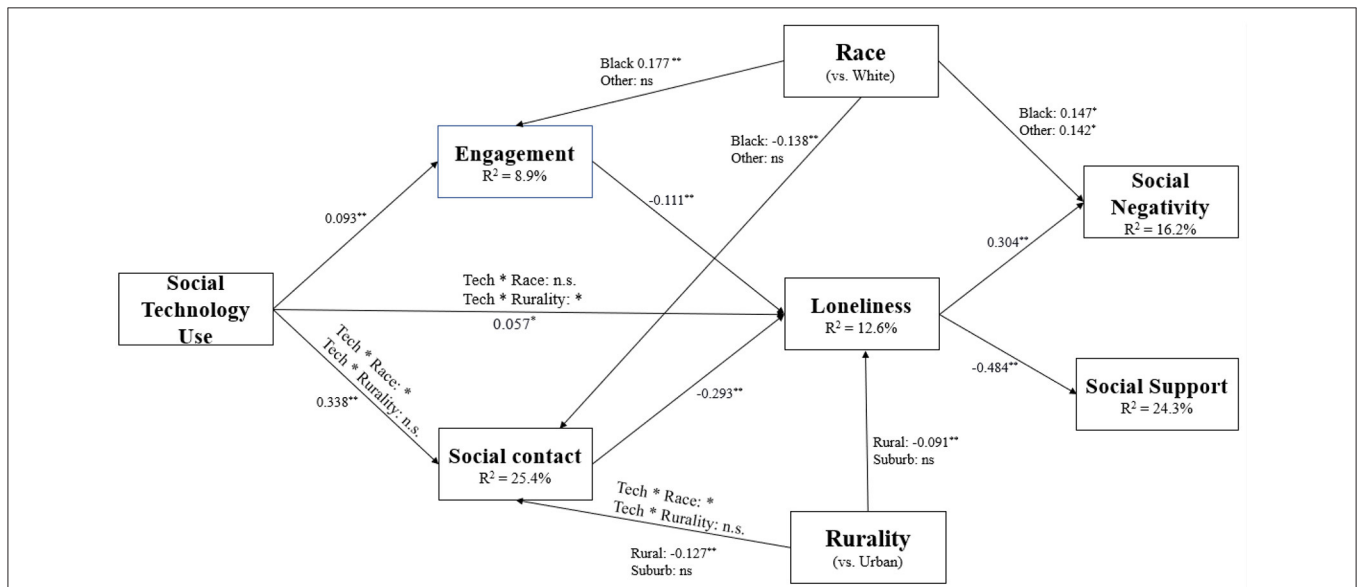 Race
(vs. White)
Black 0.177**
Other: ns
Black: 0.147*
Other: 0.142*
Black: -0.138**
Other: ns
Engagement
R² = 8.9%
Social
Negativity
R² = 16.2%
-0.111**
0.093**
0.304**
Social
Technology
Use
Tech * Race: n.s.
Tech * Rurality: *
0.057*
Loneliness
R² = 12.6%
Tech * Race: *
Tech * Rurality: n.s.
0.338**
-0.293**
-0.484**
Social Support
R² = 24.3%
Social contact
R² = 25.4%
Rural: -0.091**
Suburb: ns
Tech * Race: *
Tech * Rurality: n.s.
Rural: -0.127**
Suburb: ns
Rurality
(vs. Urban)